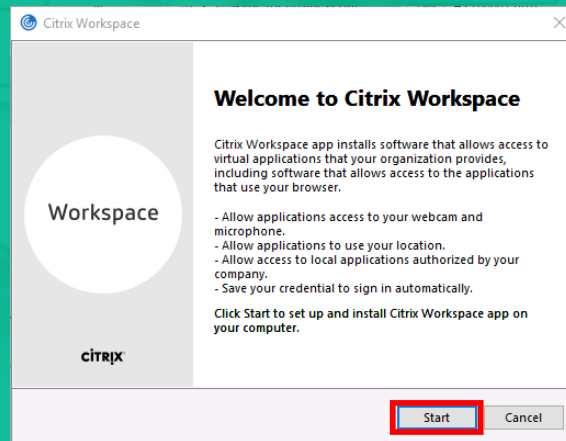 Citrix Workspace
Welcome to Citrix Workspace
Citrix Workspace app installs software that allows access to
virtual applications that your organization provides,
including software that allows access to the applications
that use your browser.
- Allow applications access to your webcam and
microphone.
- Allow applications to use your location.
- Allow access to local applications authorized by your
company.
- Save your credential to sign in automatically.
Click Start to set up and install Citrix Workspace app on
your computer.
Workspace
CITRIX
Start
Cancel